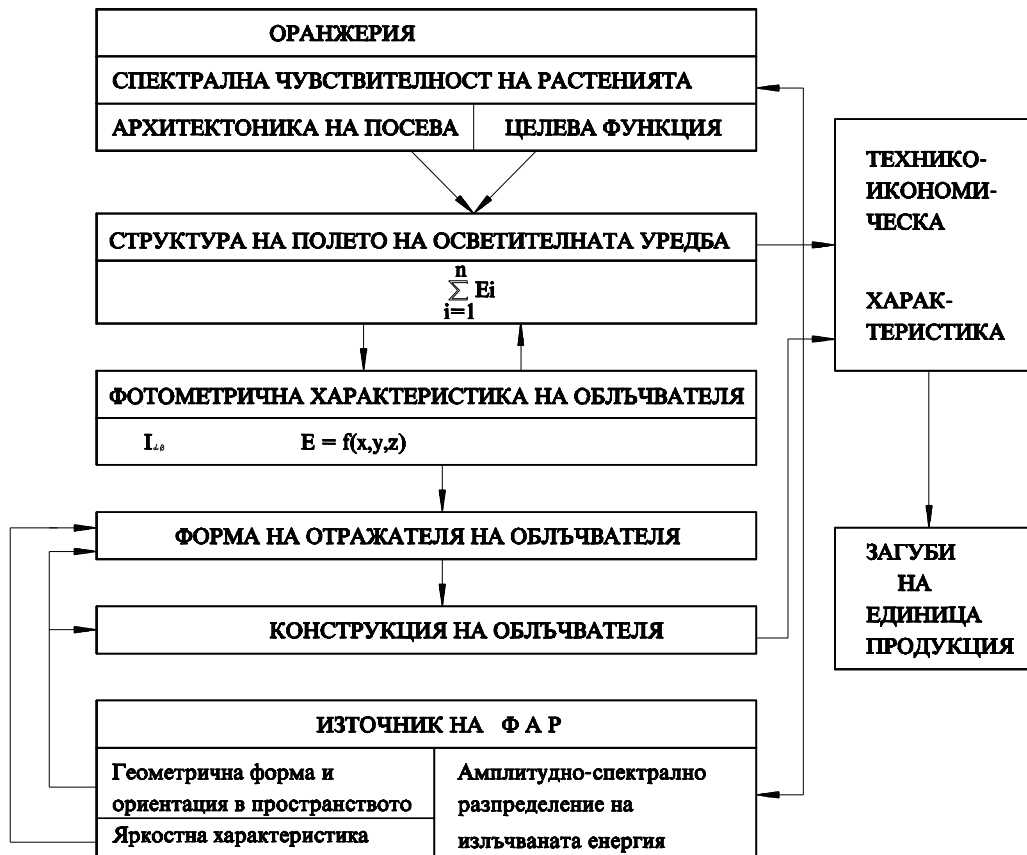 ОРАНЖЕРИЯ
СПЕКТРАЛНА ЧУВСТВИТЕЛНОСТ НА РАСТЕНИЯТА
АРХИТЕКТОНИКА НА ПОСЕВА
ЦЕЛЕВА ФУНКЦИЯ
СТРУКТУРА НА ПОЛЕТО НА ОСВЕТИТЕЛНАТА УРЕДБА
n
∑ Ei
i=1
ФОТОМЕТРИЧНА ХАРАКТЕРИСТИКА НА ОБЛЪЧВАТЕЛЯ
I E = f(x,y,z)
ФОРМА НА ОТРАЖАТЕЛЯ НА ОБЛЪЧВАТЕЛЯ
КОНСТРУКЦИЯ НА ОБЛЪЧВАТЕЛЯ
ИЗТОЧНИК НА Ф А Р
Геометрична форма и
ориентация в пространството
Яркостна характеристика
Амплитудно-спектрално
разпределение на
излъчваната енергия
ТЕХНИКО-
ИКОНОМИ-
ЧЕСКА
ХАРАК-
ТЕРИСТИКА
ЗАГУБИ
НА
ЕДИНИЦА
ПРОДУКЦИЯ